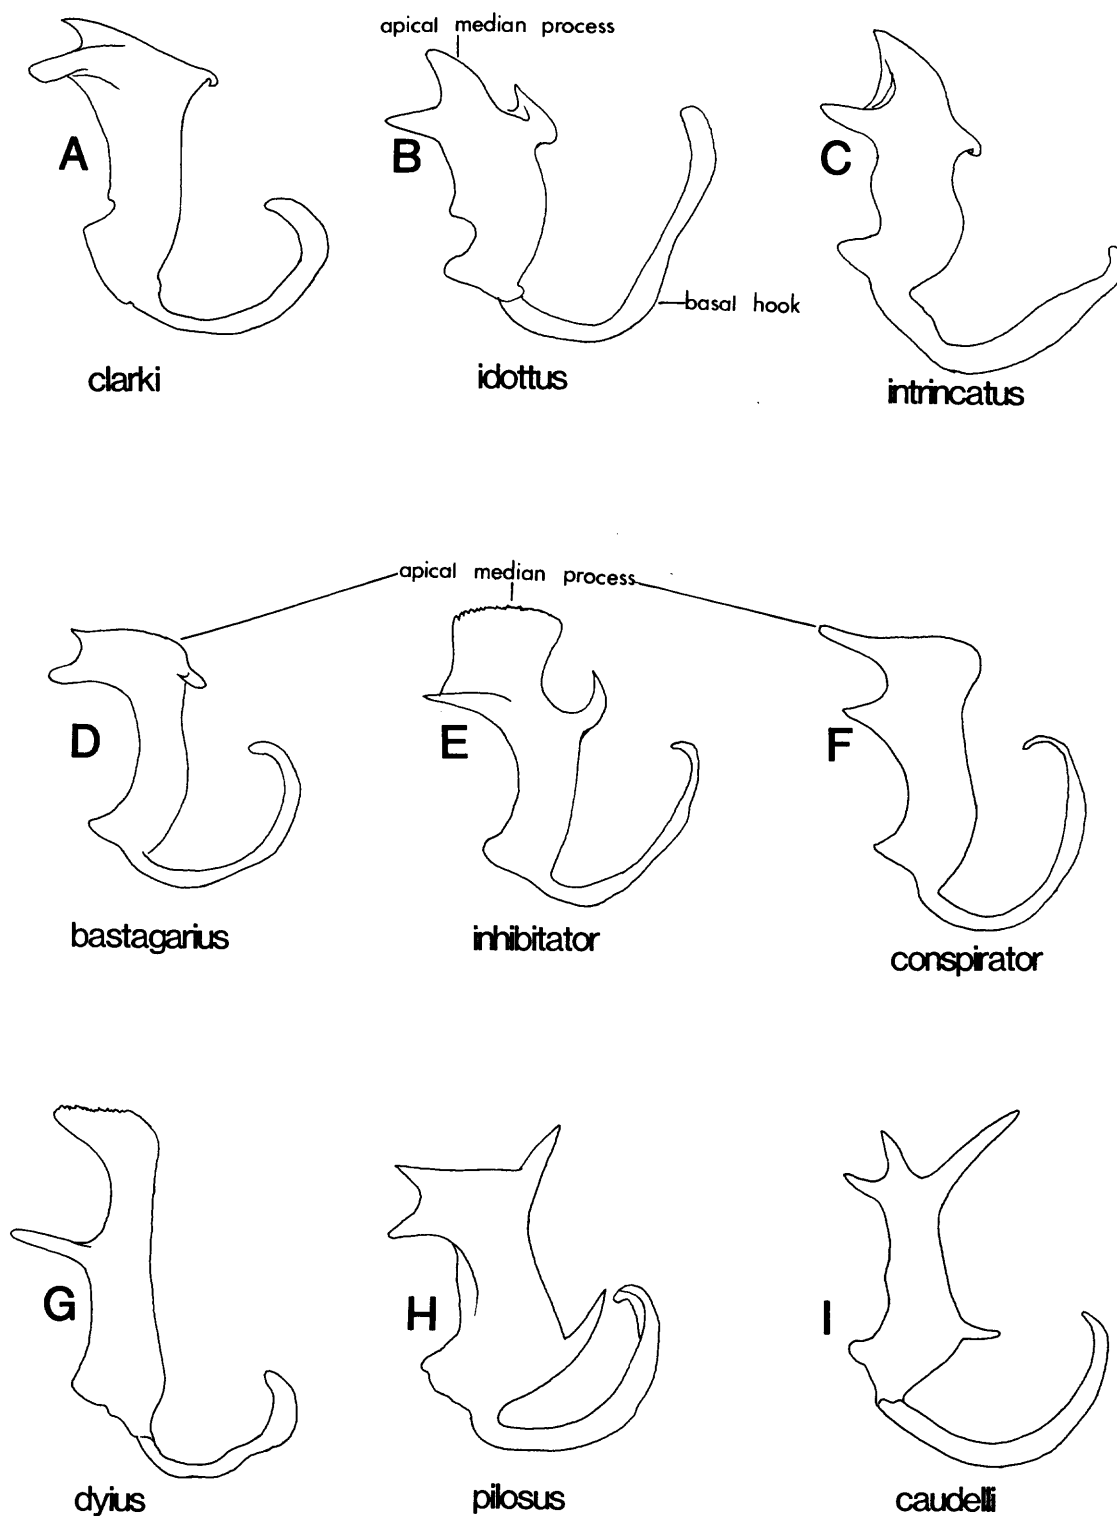 apical median process
A
B
C
basal hook
clarki
idottus
intrincatus
apical median process
D
E
F
bastagarius
inhibitator
conspirator
G
H
I
dyius
pilosus
caudelli